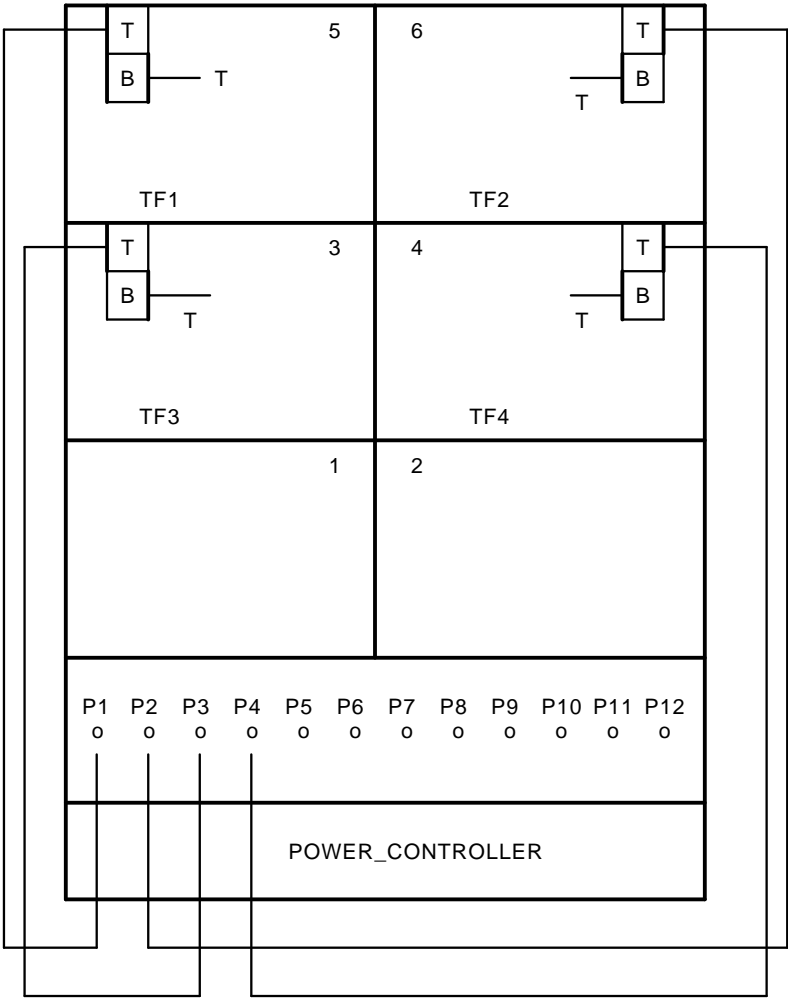 T 5 6 T
B T B
T
TF1 TF2
T 3 4 T
B B
T T
TF3 TF4
1 2
P1 P2 P3 P4 P5 P6 P7 P8 P9 P10 P11 P12
o o o o o o o o o o o o
POWER_CONTROLLER